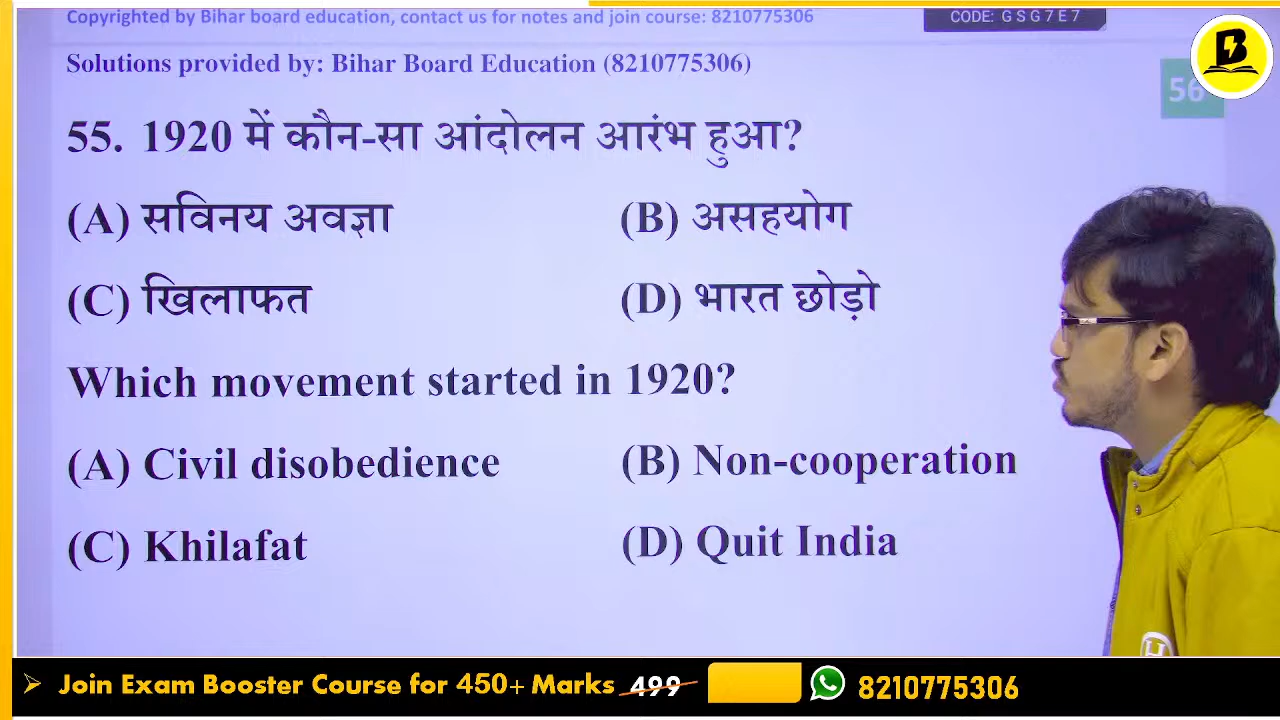 Copyrighted by Bihar board education, contact us for notes and join course: 8210775306
CODE: G S G 7 E 7
B
Solutions provided by: Bihar Board Education (8210775306)
56
55. 1920 में कौन-सा आंदोलन आरंभ हुआ?
(A) सविनय अवज्ञा (B) असहयोग
(C) खिलाफत (D) भारत छोड़ो
Which movement started in 1920?
(A) Civil disobedience (B) Non-cooperation
(C) Khilafat (D) Quit India
Join Exam Booster Course for 450+ Marks 499 8210775306